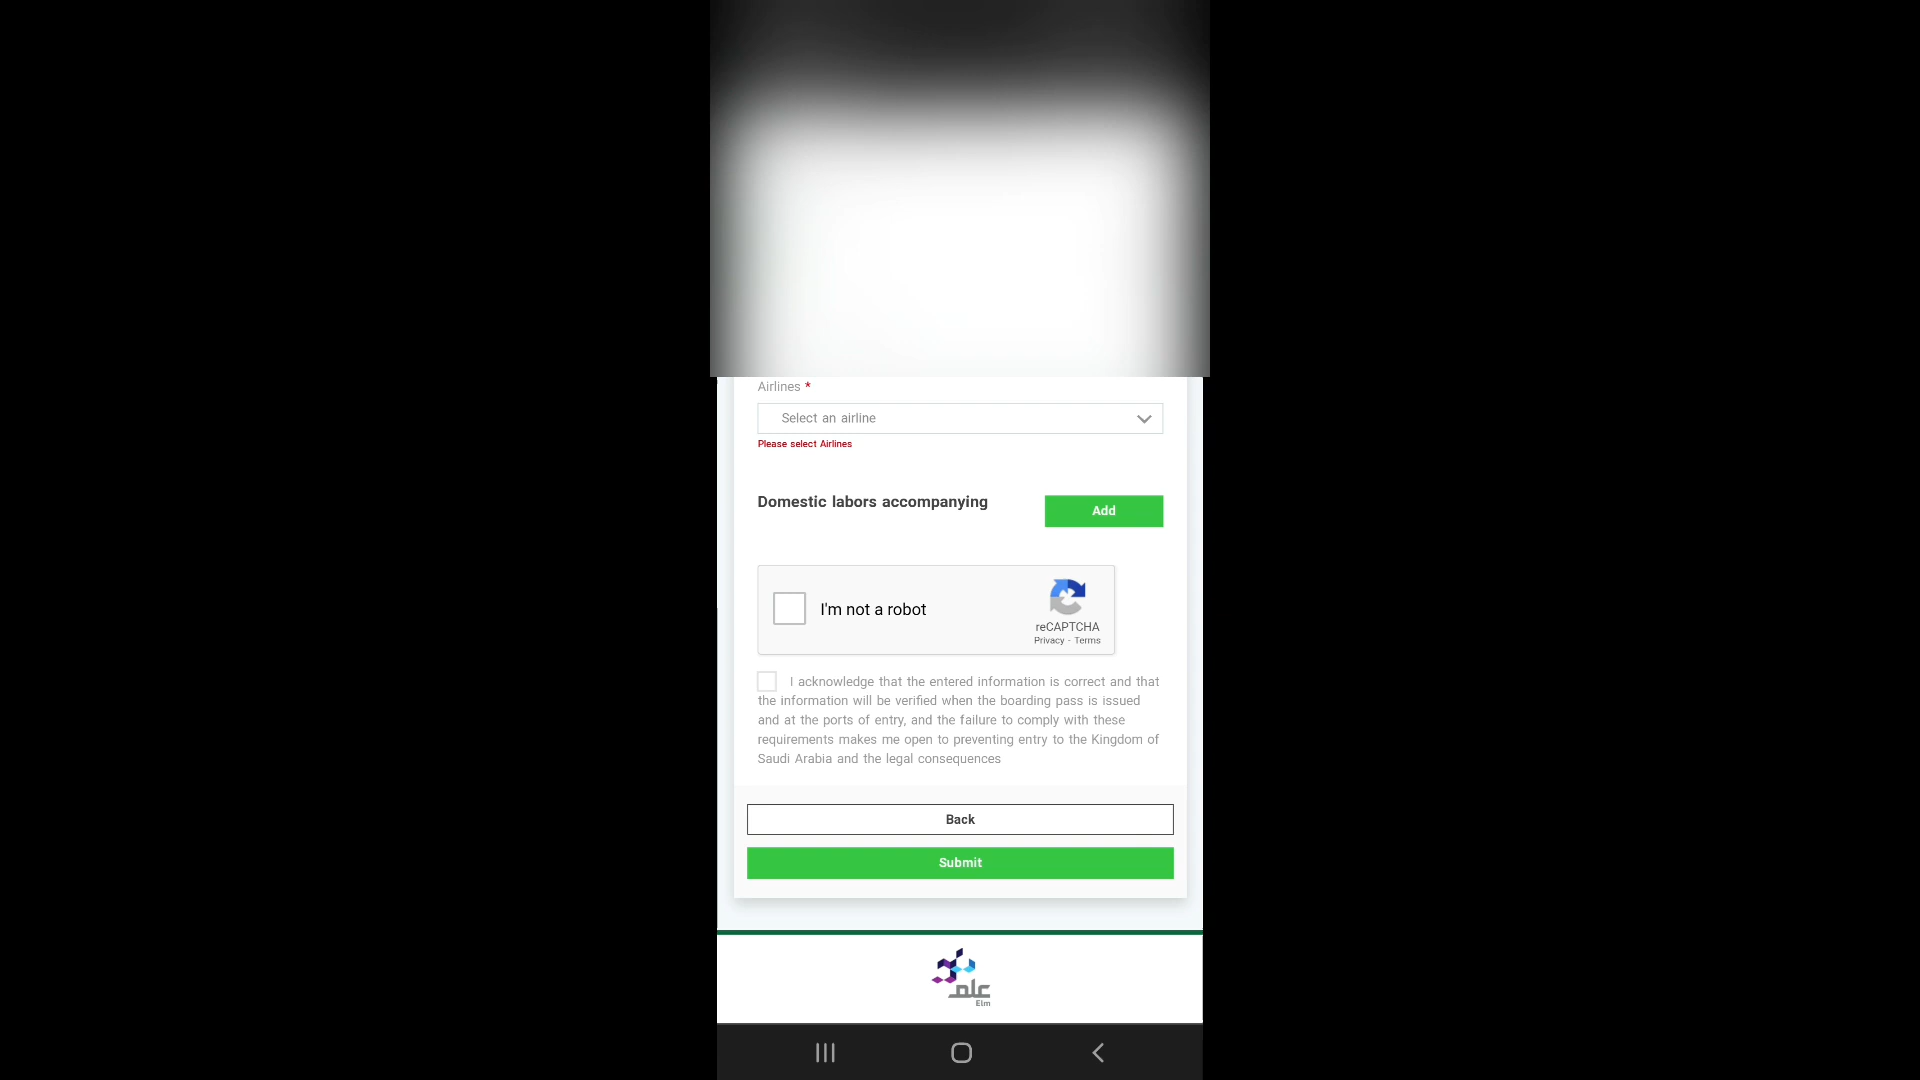 Airlines *
Select an airline
Please select Airlines
Domestic labors accompanying
Add
I'm not a robot
reCAPTCHA
Privacy - Terms
I acknowledge that the entered information is correct and that
the information will be verified when the boarding pass is issued
and at the ports of entry, and the failure to comply with these
requirements makes me open to preventing entry to the Kingdom of
Saudi Arabia and the legal consequences
Back
Submit
علم
Elm